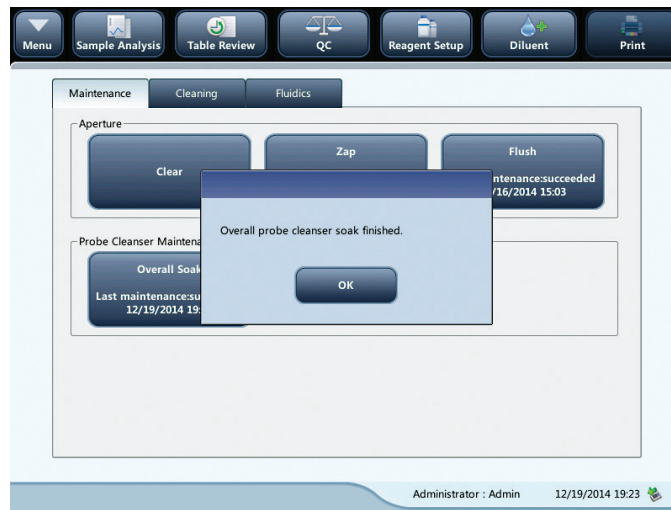 Menu
Sample Analysis
Table Review
QC
Reagent Setup
Diluent
Print
Maintenance
Cleaning
Fluidics
Aperture
Clear
Zap
Flush
ntenance:succeeded
/16/2014 15:03
Overall probe cleanser soak finished.
OK
Probe Cleanser Maintena
Overall Soak
Last maintenance:su
12/19/2014 19:
Administrator : Admin
12/19/2014 19:23